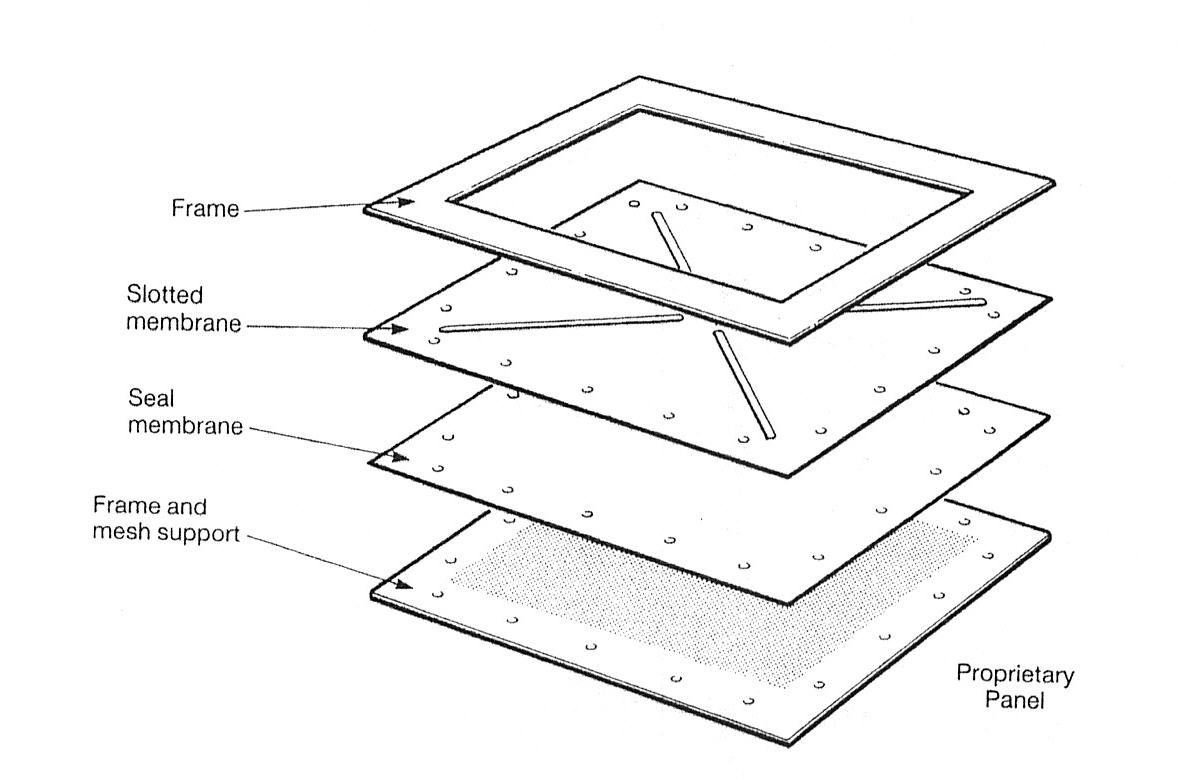 Frame
Slotted
membrane
Seal
membrane
Frame and
mesh support
Proprietary
Panel